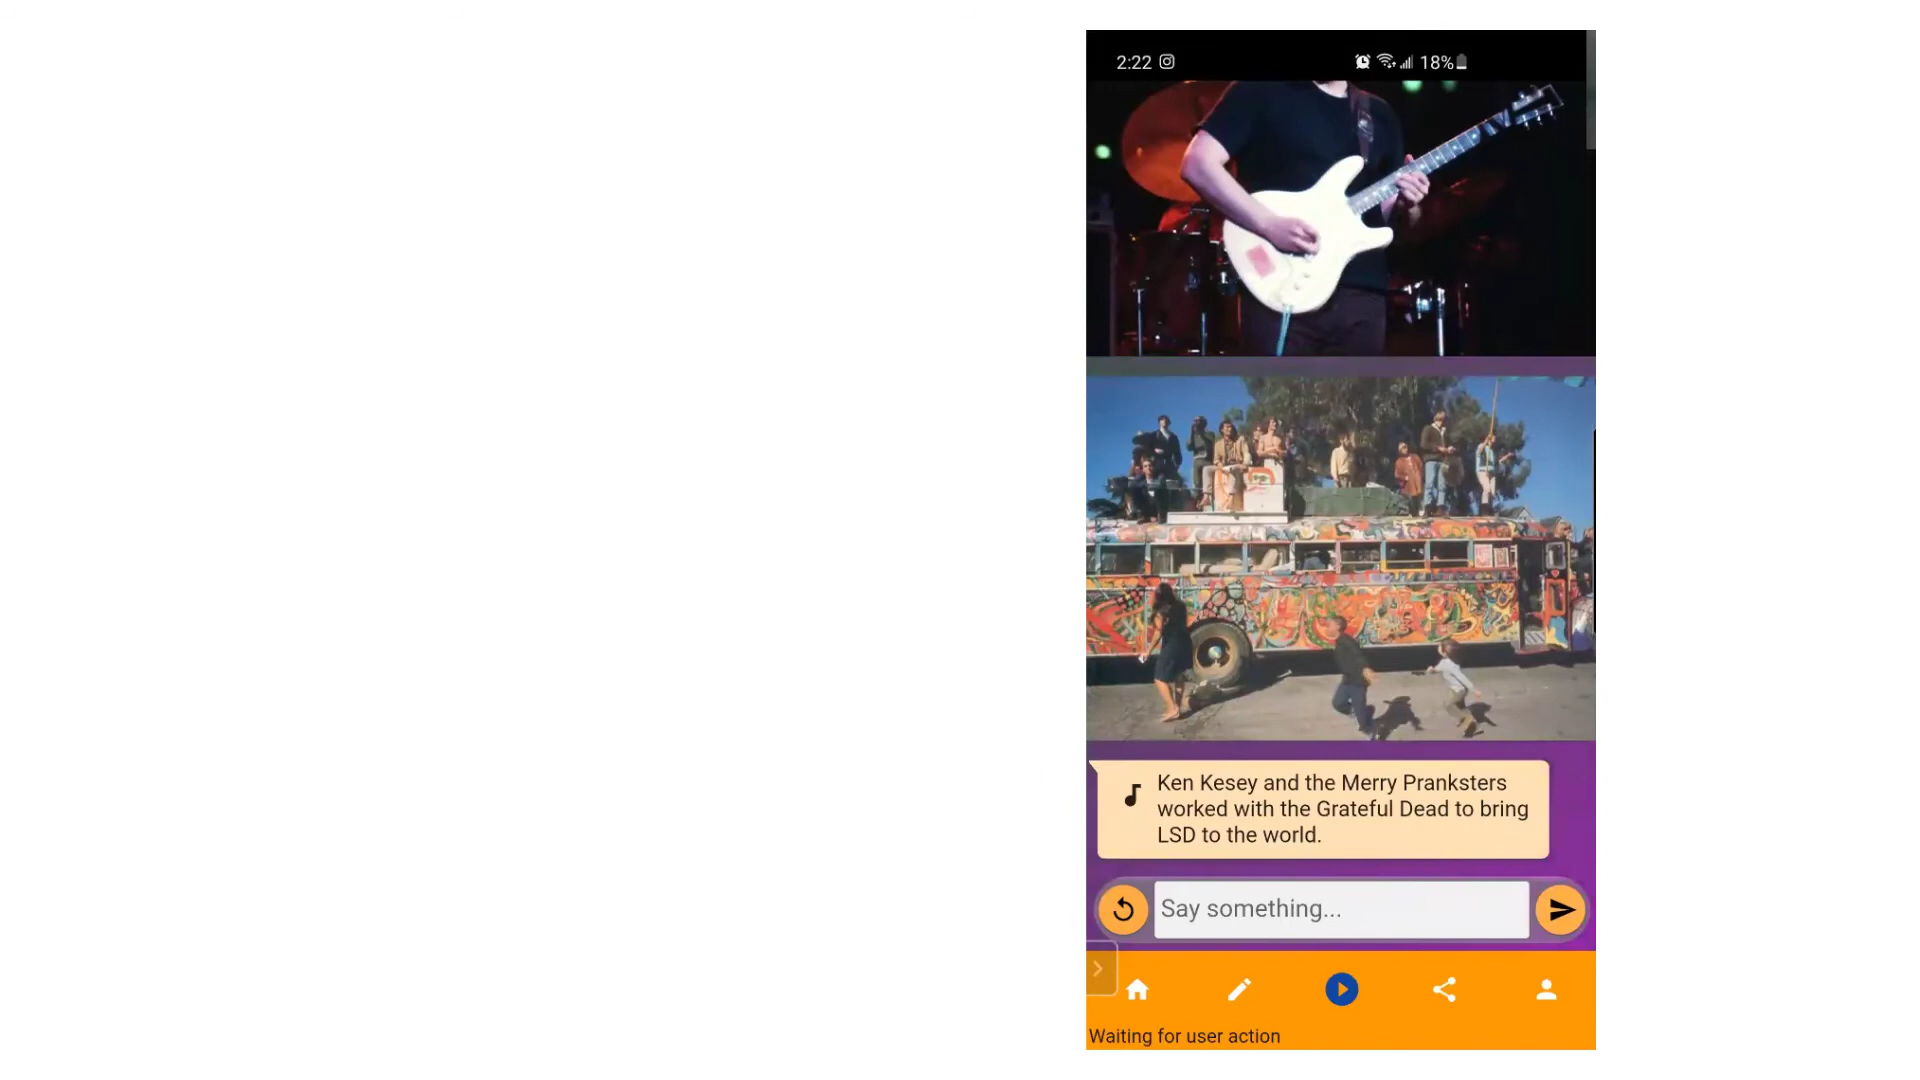 2:22 18%
Ken Kesey and the Merry Pranksters
worked with the Grateful Dead to bring
LSD to the world.
Say something...
Waiting for user action